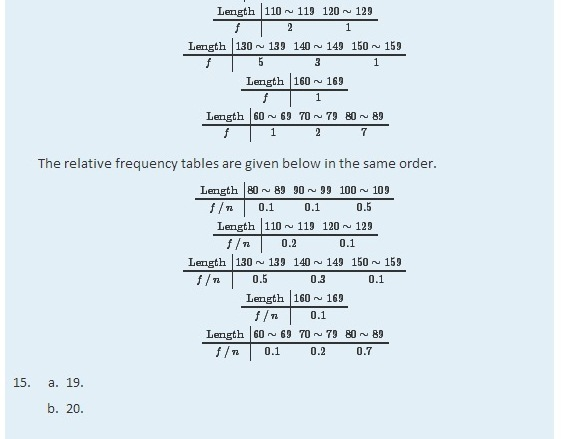 Length 110 ~ 119 120 ~ 129
f 2 1
Length 130 ~ 139 140 ~ 149 150 ~ 159
f 5 3 1
Length 160 ~ 169
f 1
Length 60 ~ 69 70 ~ 79 80 ~ 89
f 1 2 7
The relative frequency tables are given below in the same order.
Length 80 ~ 89 90 ~ 99 100 ~ 109
f/n 0.1 0.1 0.5
Length 110 ~ 119 120 ~ 129
f/n 0.2 0.1
Length 130 ~ 139 140 ~ 149 150 ~ 159
f/n 0.5 0.3 0.1
Length 160 ~ 169
f/n 0.1
Length 60 ~ 69 70 ~ 79 80 ~ 89
f/n 0.1 0.2 0.7
15. a. 19.
b. 20.